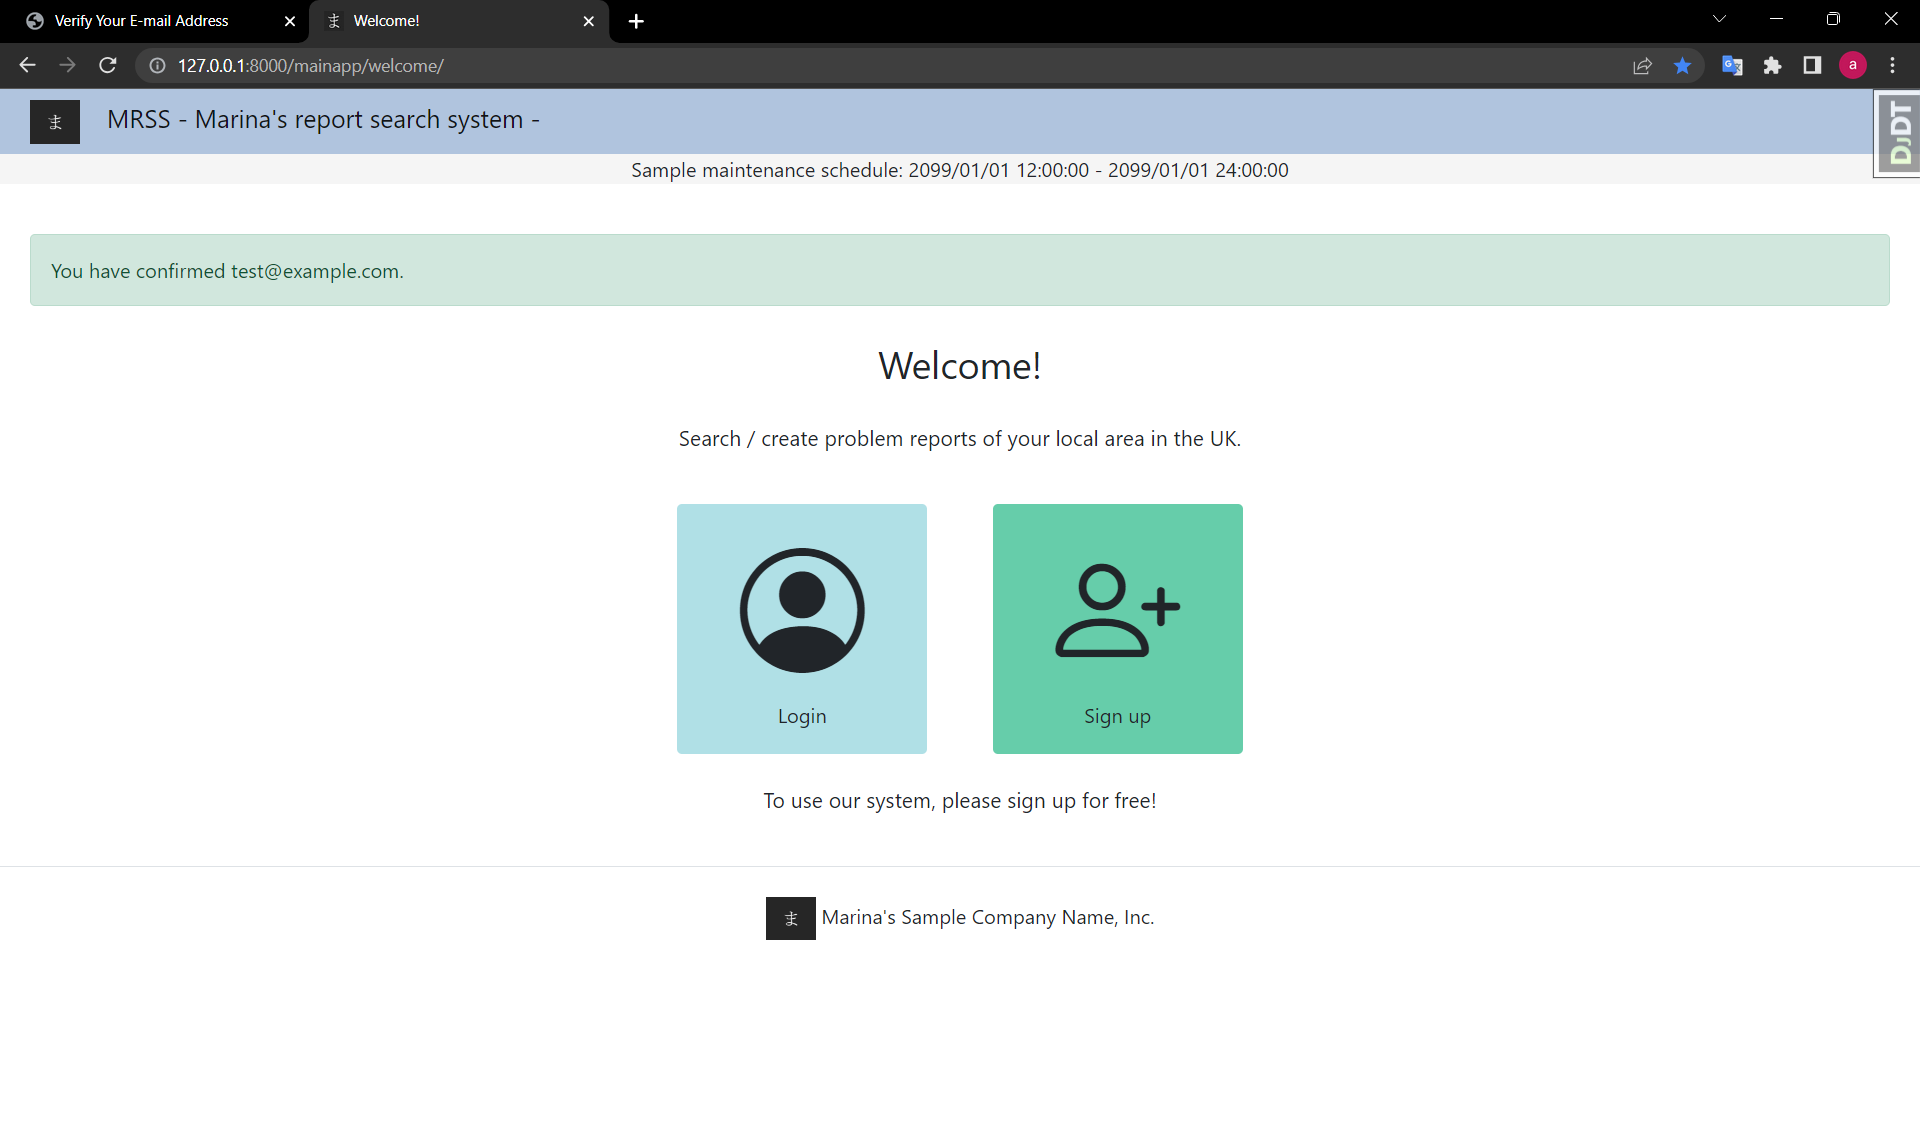 Verify Your E-mail Address
ま Welcome!
127.0.0.1:8000/mainapp/welcome/
a
ま MRSS - Marina's report search system -
DjDT
Sample maintenance schedule: 2099/01/01 12:00:00 - 2099/01/01 24:00:00
You have confirmed test@example.com.
Welcome!
Search / create problem reports of your local area in the UK.
Login
Sign up
To use our system, please sign up for free!
ま Marina's Sample Company Name, Inc.